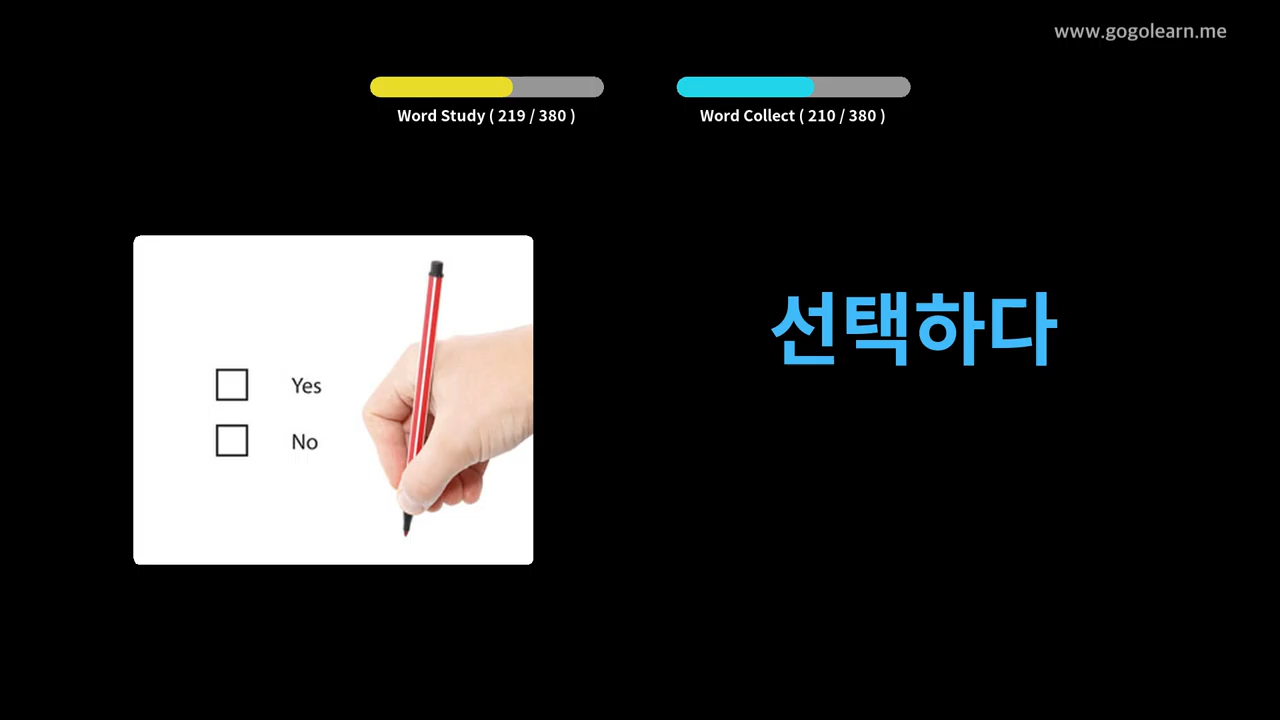 www.gogolearn.me
Word Study ( 219 / 380 )
Word Collect ( 210 / 380 )
Yes
No
선택하다